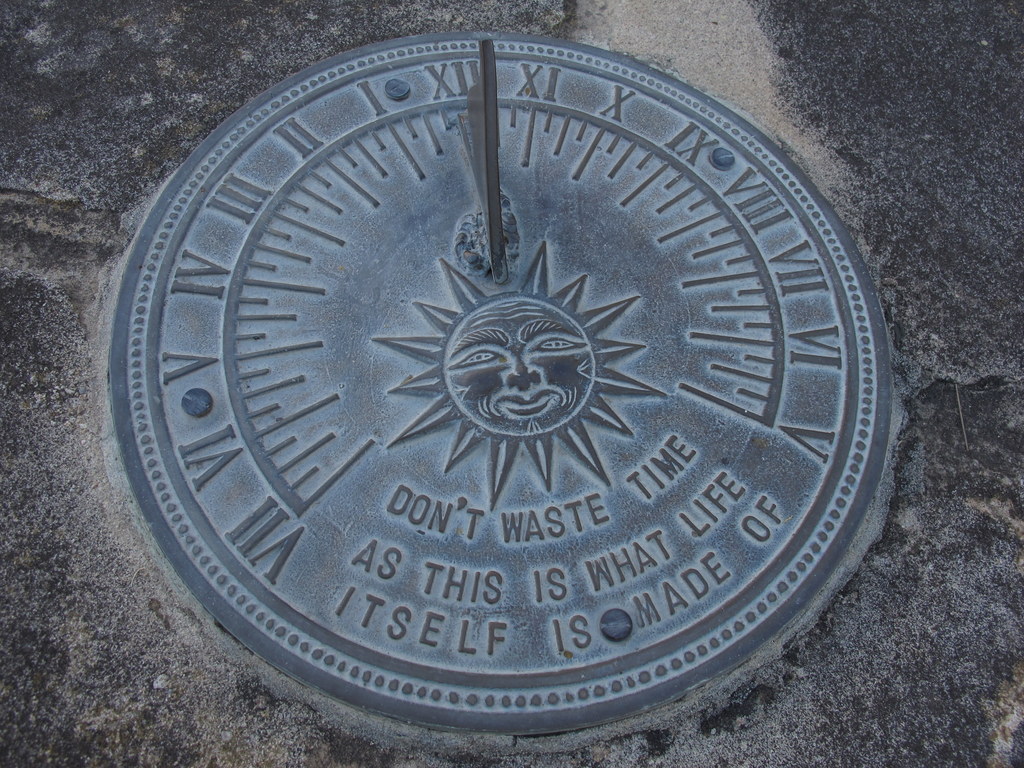 VII
VI
V
IV
III
II
I
XII
XI
X
IX
VIII
VII
VI
V
DON'T WASTE TIME
AS THIS IS WHAT LIFE
ITSELF IS MADE OF